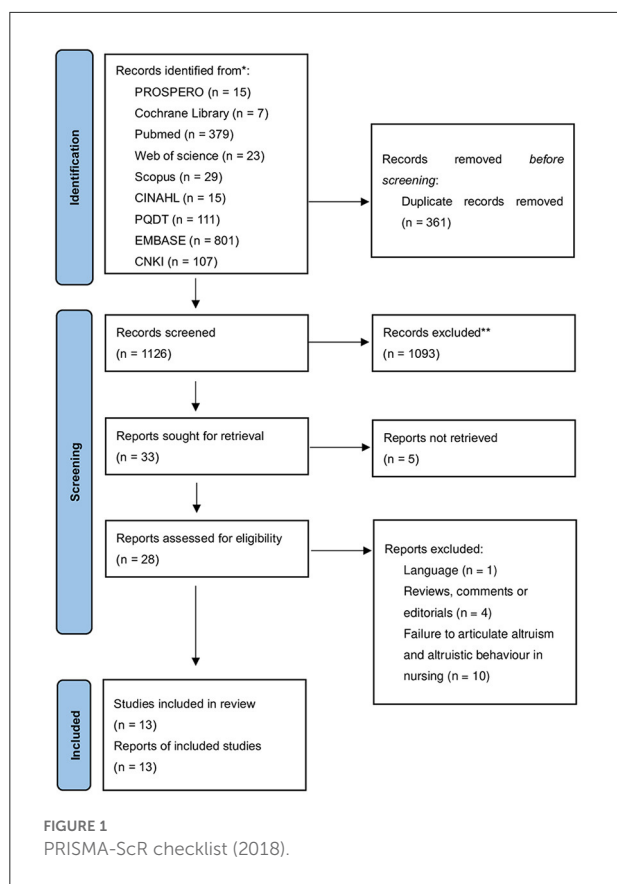 Identification
Records identified from*:
PROSPERO (n = 15)
Cochrane Library (n = 7)
Pubmed (n = 379)
Web of science (n = 23)
Scopus (n = 29)
CINAHL (n = 15)
PQDT (n = 111)
EMBASE (n = 801)
CNKI (n = 107)
Records removed before
screening:
Duplicate records removed
(n = 361)
Screening
Records screened
(n = 1126)
Records excluded**
(n = 1093)
Reports sought for retrieval
(n = 33)
Reports not retrieved
(n = 5)
Reports assessed for eligibility
(n = 28)
Reports excluded:
Language (n = 1)
Reviews, comments or
editorials (n = 4)
Failure to articulate altruism
and altruistic behaviour in
nursing (n = 10)
Included
Studies included in review
(n = 13)
Reports of included studies
(n = 13)
FIGURE 1
PRISMA-ScR checklist (2018).